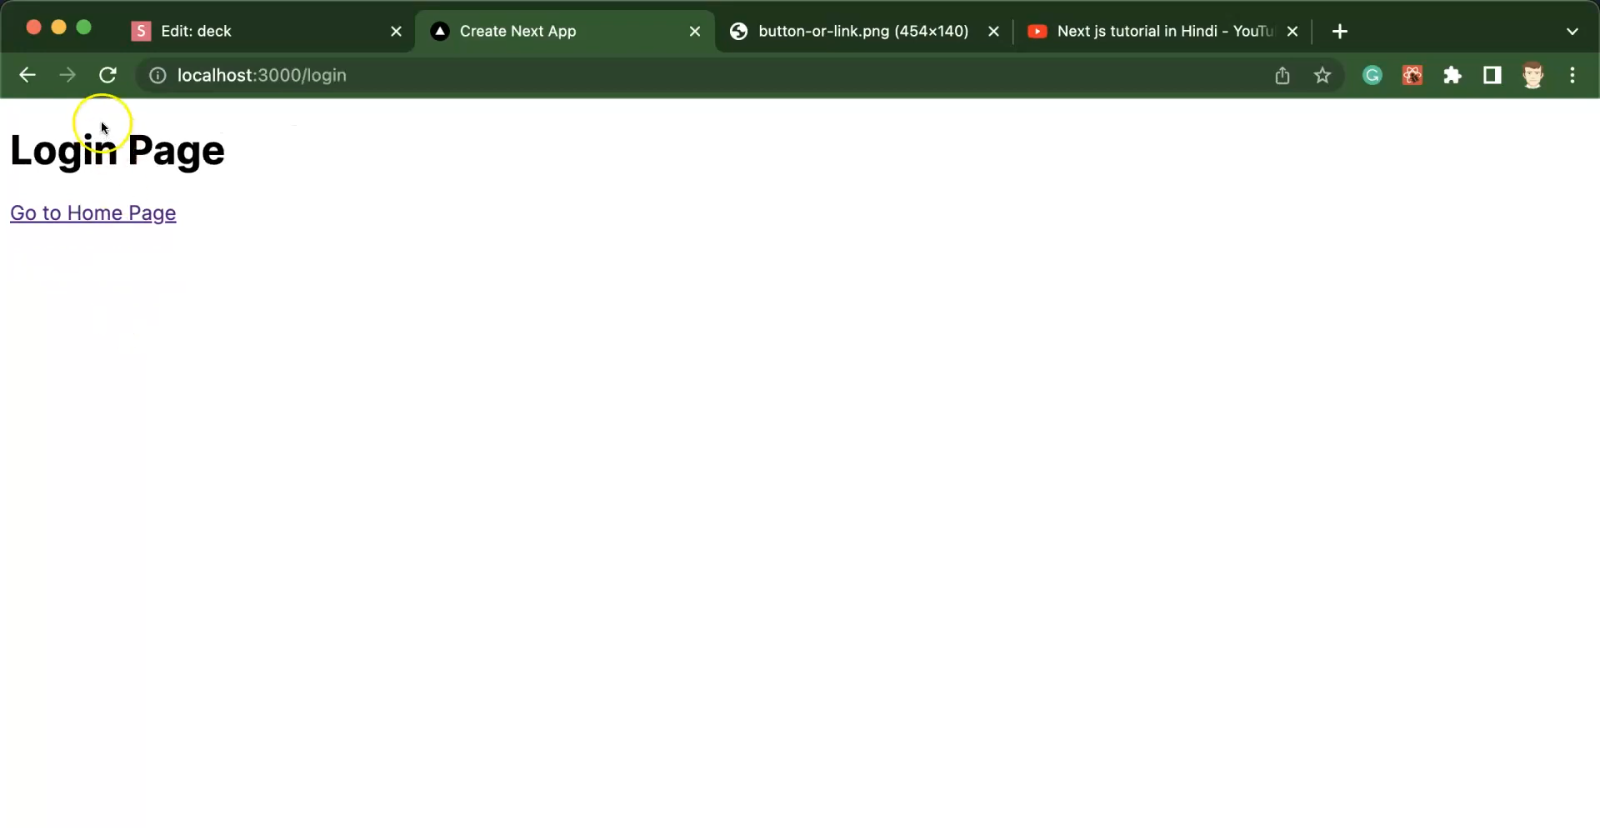 S Edit: deck
Create Next App
button-or-link.png (454×140)
Next js tutorial in Hindi - YouTu
localhost:3000/login
Login Page
Go to Home Page